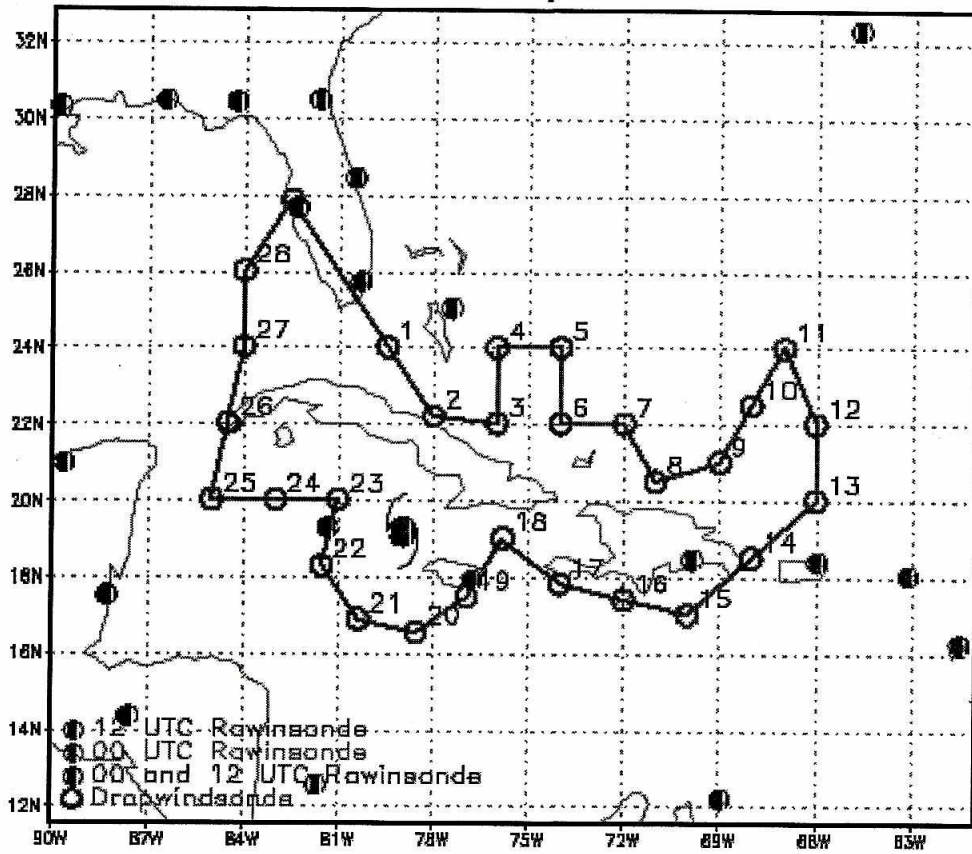 32N
30N
28N
28
26N
27 1 4 5 11
24N
10
26 2 3 6 7 12
22N
9
8
25 24 23 13
20N
18
22 14
17
18N
19 16
21 20 15
16N
14N
12 UTC Rawinsonde
00 UTC Rawinsonde
00 and 12 UTC Rawinsonde
Dropwindsonde
12N
90W 87W 84W 81W 78W 75W 72W 69W 66W 63W